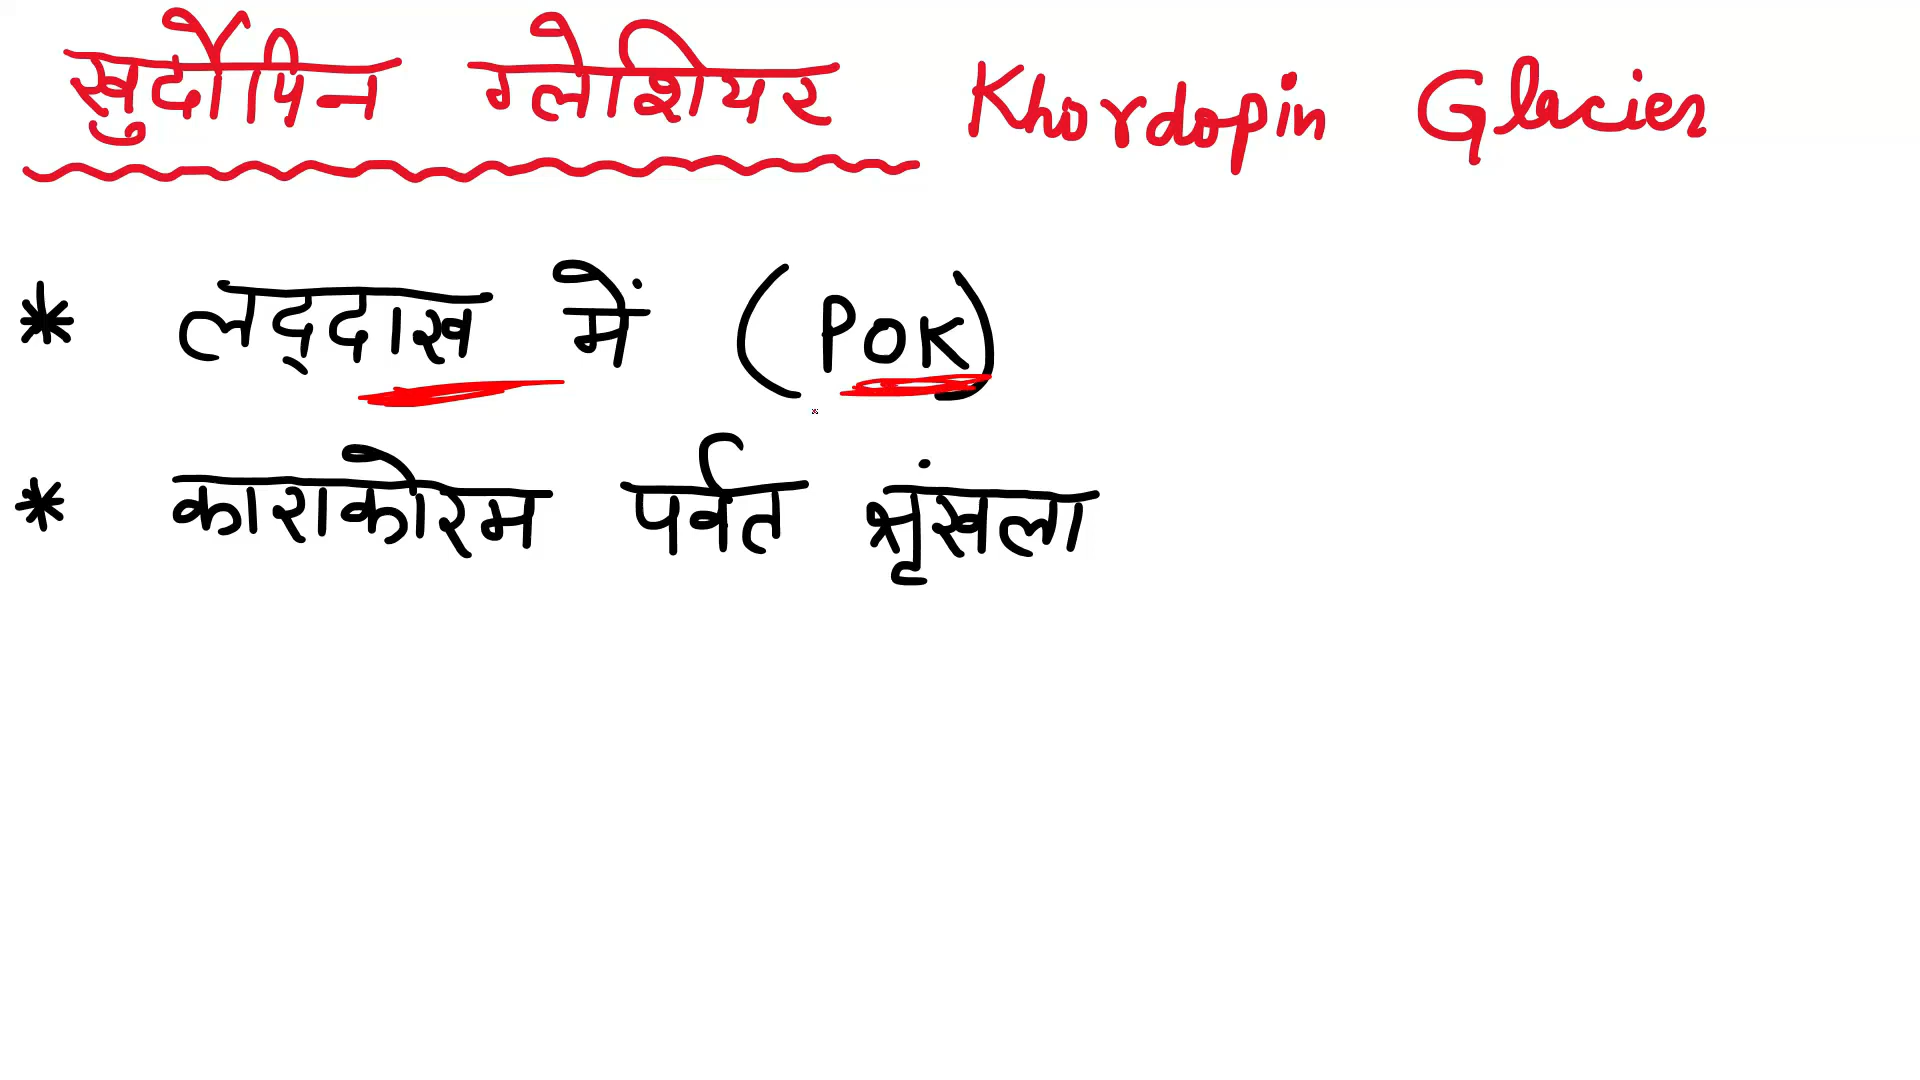 खुर्दोपिन ग्लेशियर Khordopin Glacier
* लद्दाख में (POK)
* काराकोरम पर्वत श्रृंखला